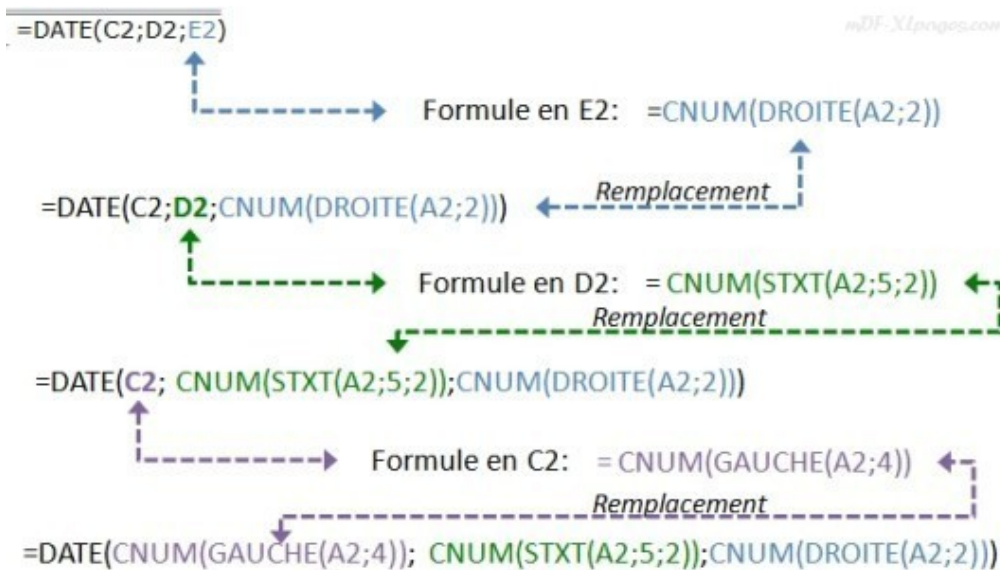 =DATE(C2;D2;E2)
mDF-XLpages.com
Formule en E2: =CNUM(DROITE(A2;2))
Remplacement
=DATE(C2;D2;CNUM(DROITE(A2;2)))
Formule en D2: = CNUM(STXT(A2;5;2))
Remplacement
=DATE(C2; CNUM(STXT(A2;5;2));CNUM(DROITE(A2;2)))
Formule en C2: = CNUM(GAUCHE(A2;4))
Remplacement
=DATE(CNUM(GAUCHE(A2;4)); CNUM(STXT(A2;5;2));CNUM(DROITE(A2;2)))